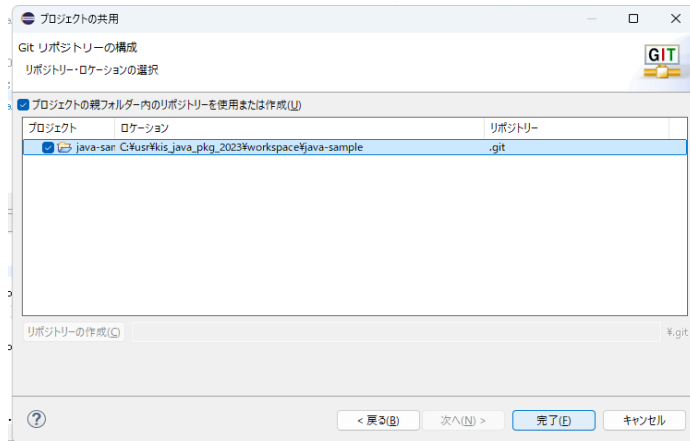 プロジェクトの共用
Git リポジトリーの構成
リポジトリー・ロケーションの選択
GIT
プロジェクトの親フォルダー内のリポジトリーを使用または作成(U)
プロジェクト ロケーション リポジトリー
java-san C:¥usr¥kis_java_pkg_2023¥workspace¥java-sample .git
リポジトリーの作成(C) ¥.git
< 戻る(B) 次へ(N) > 完了(F) キャンセル